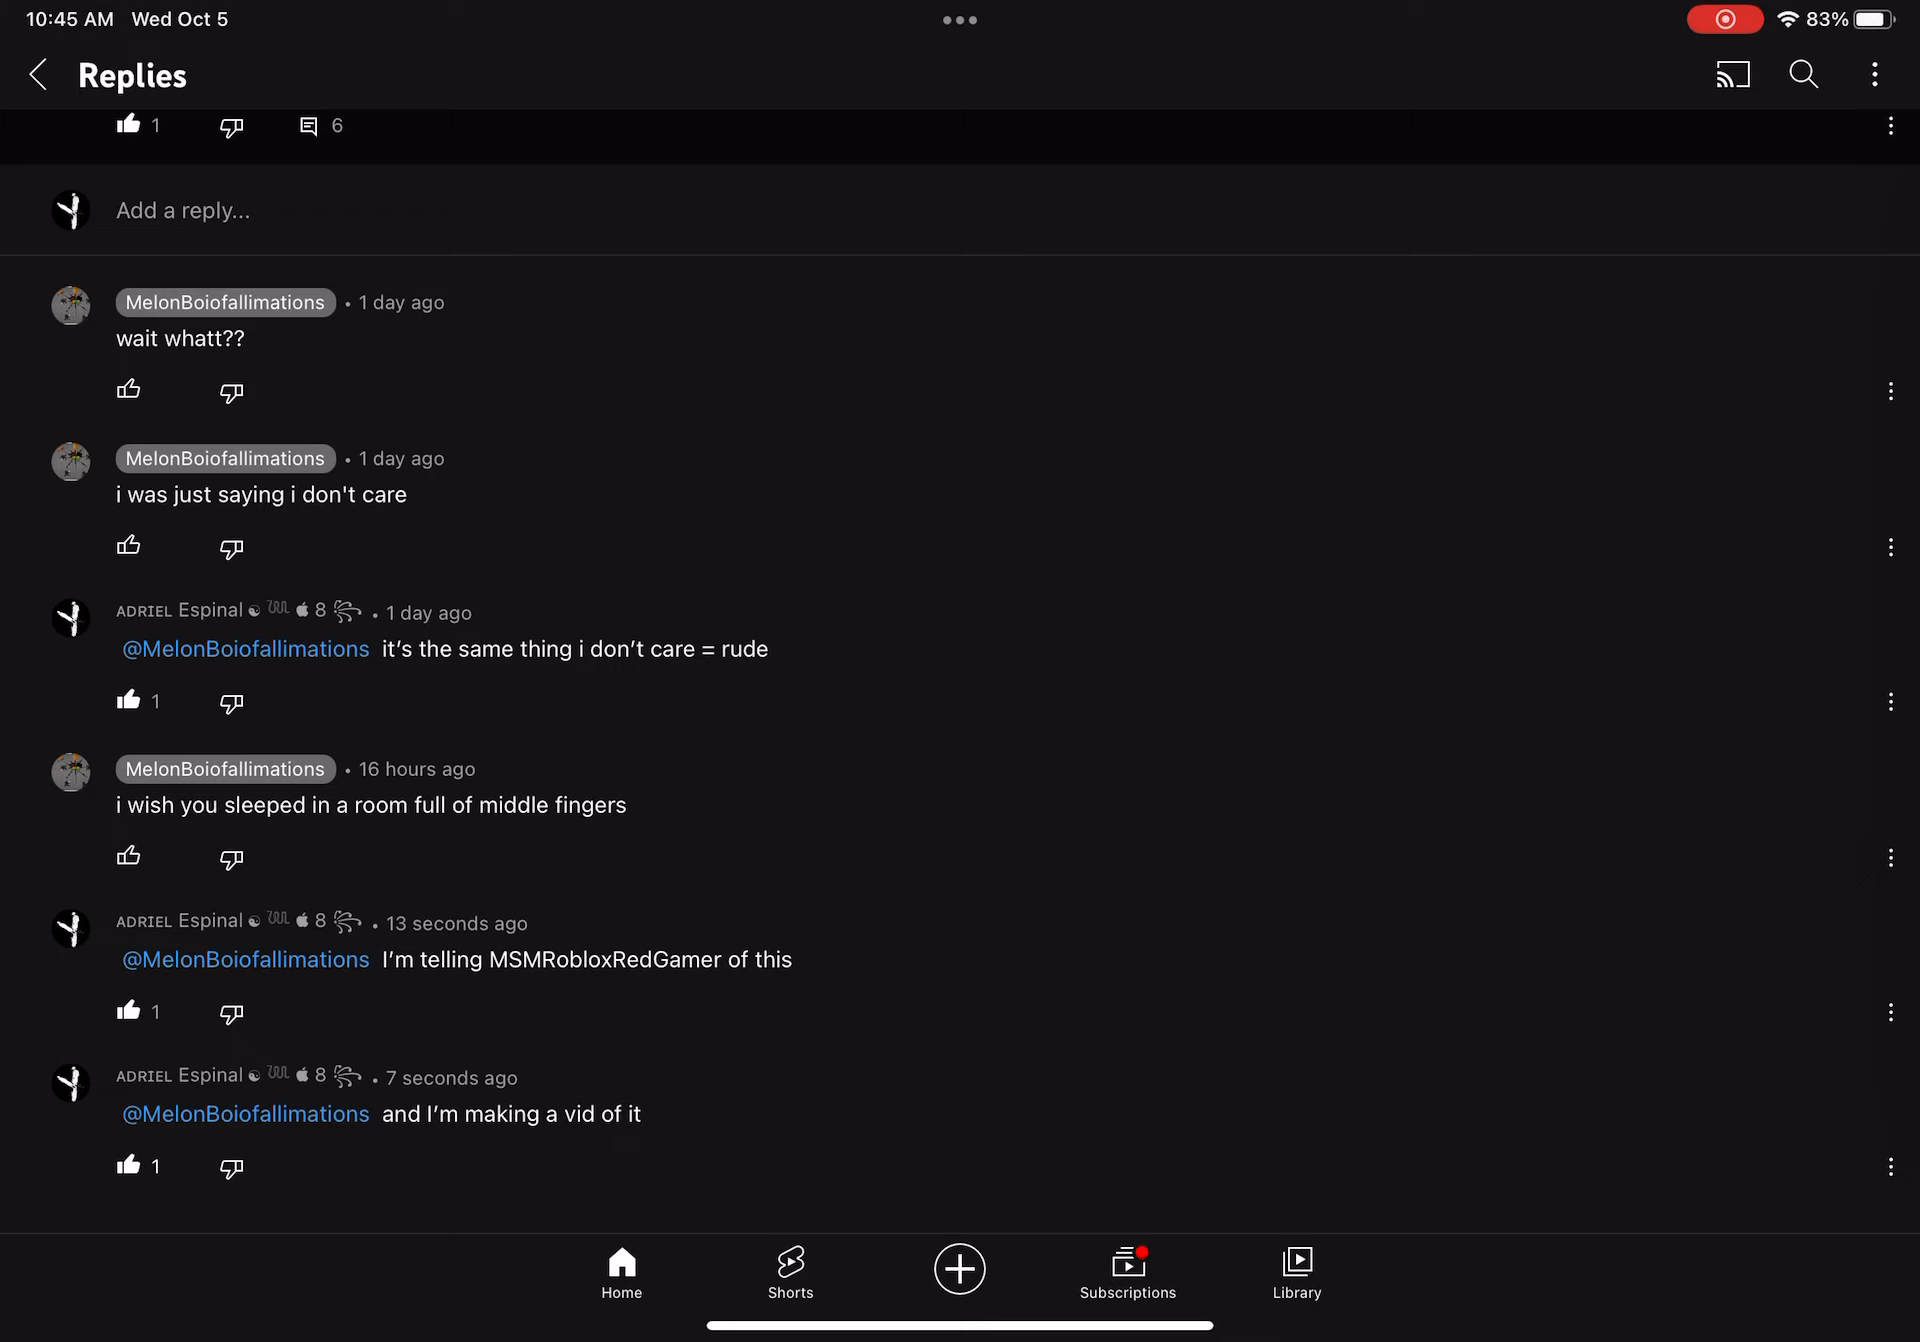 10:45 AM Wed Oct 5
83%
Replies
1 6
Add a reply...
MelonBoiofallimations • 1 day ago
wait whatt??
MelonBoiofallimations • 1 day ago
i was just saying i don't care
ᴀᴅʀɪᴇʟ Espinal 8 • 1 day ago
@MelonBoiofallimations it’s the same thing i don’t care = rude
1
MelonBoiofallimations • 16 hours ago
i wish you sleeped in a room full of middle fingers
ᴀᴅʀɪᴇʟ Espinal 8 • 13 seconds ago
@MelonBoiofallimations I’m telling MSMRobloxRedGamer of this
1
ᴀᴅʀɪᴇʟ Espinal 8 • 7 seconds ago
@MelonBoiofallimations and I’m making a vid of it
1
Home Shorts Subscriptions Library